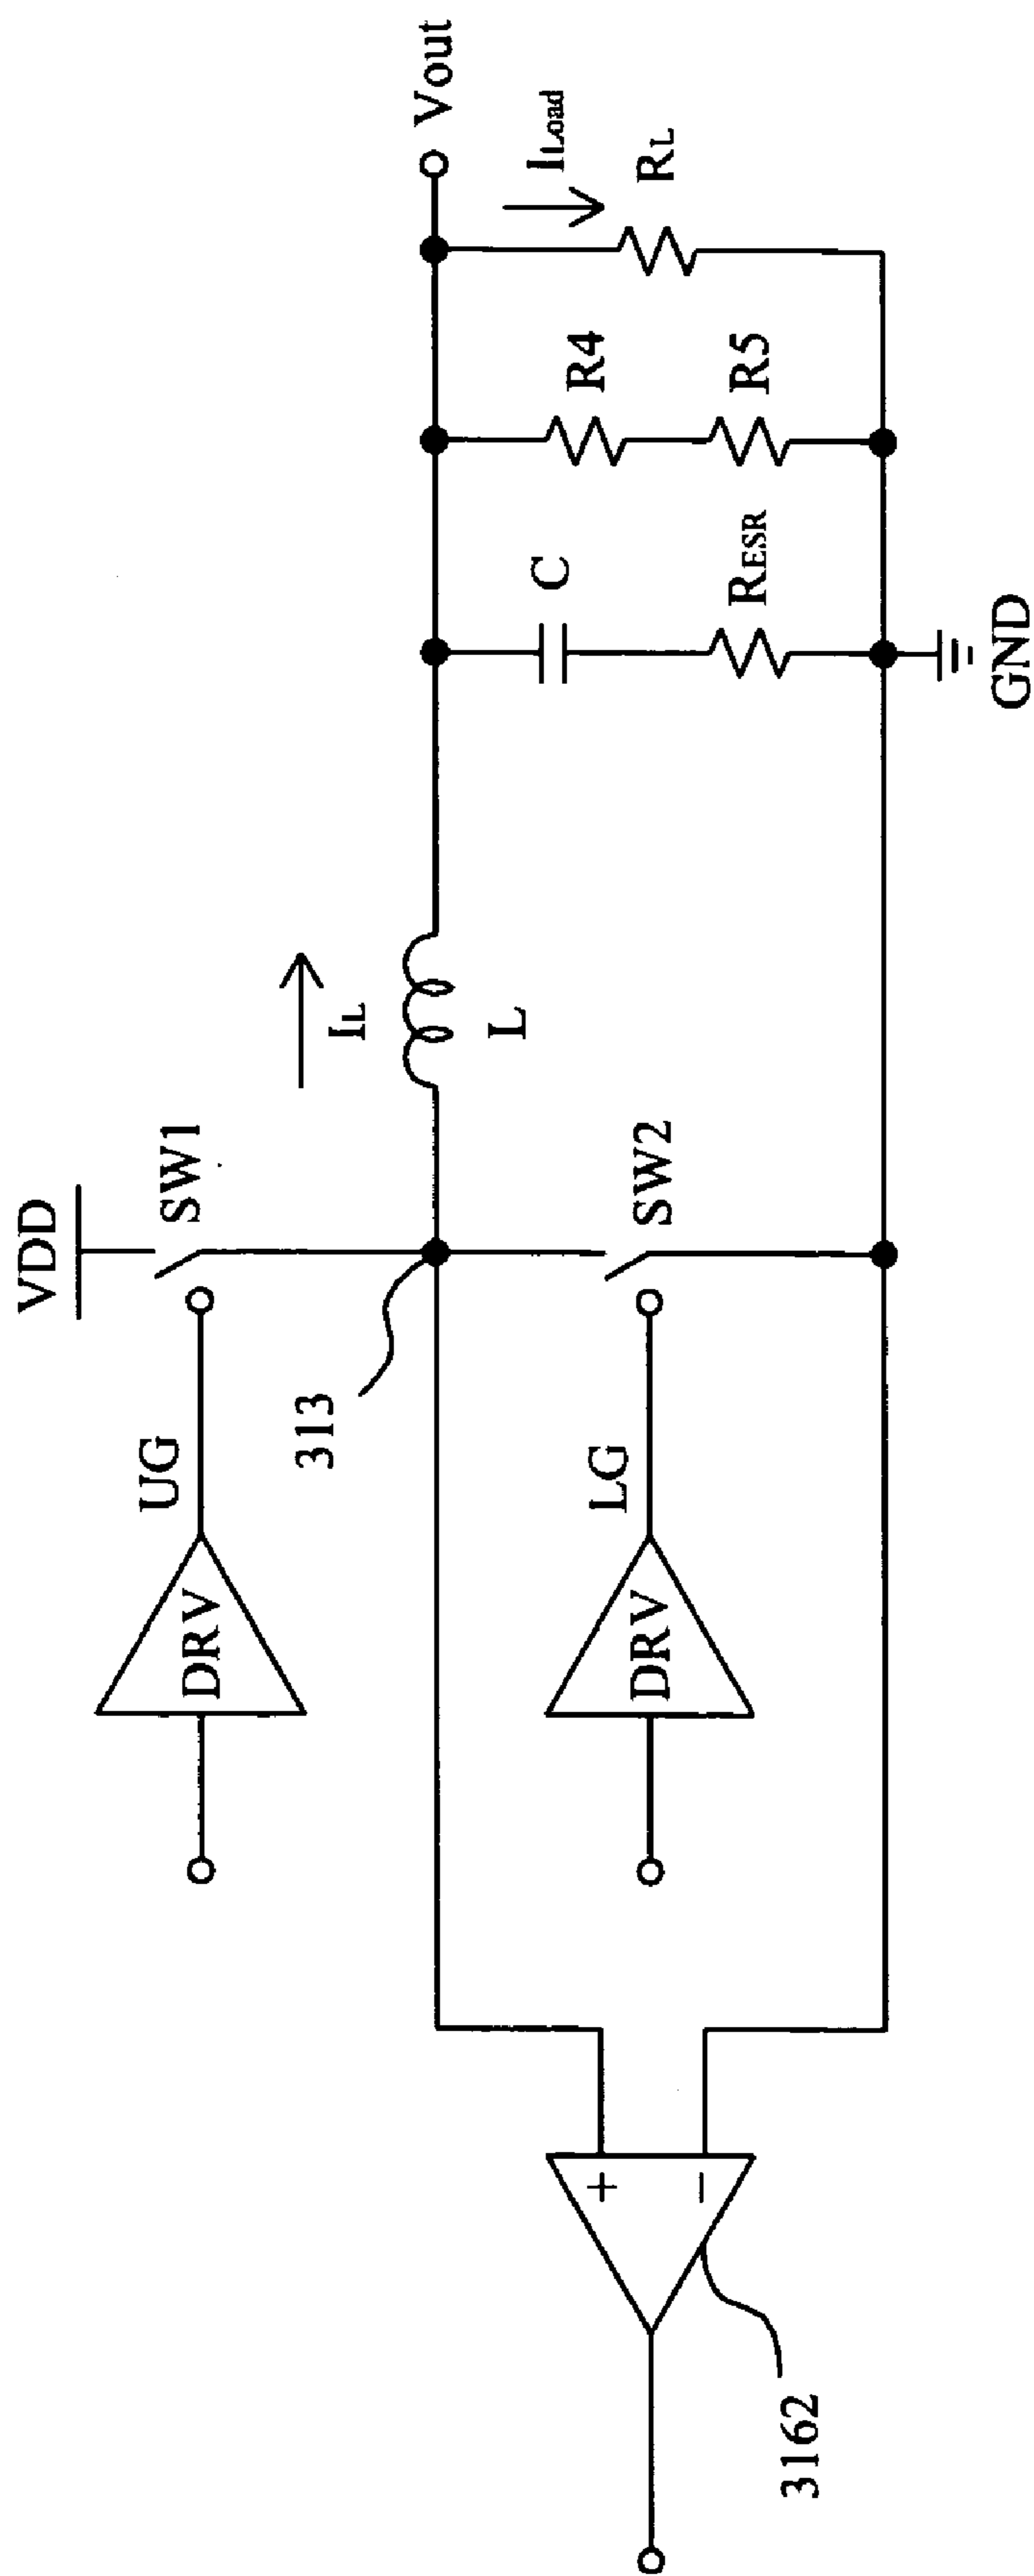 VDD
UG
SW1
DRV
313
IL
L
Vout
ILoad
RL
R4
R5
C
RESR
GND
SW2
LG
DRV
+
−
3162